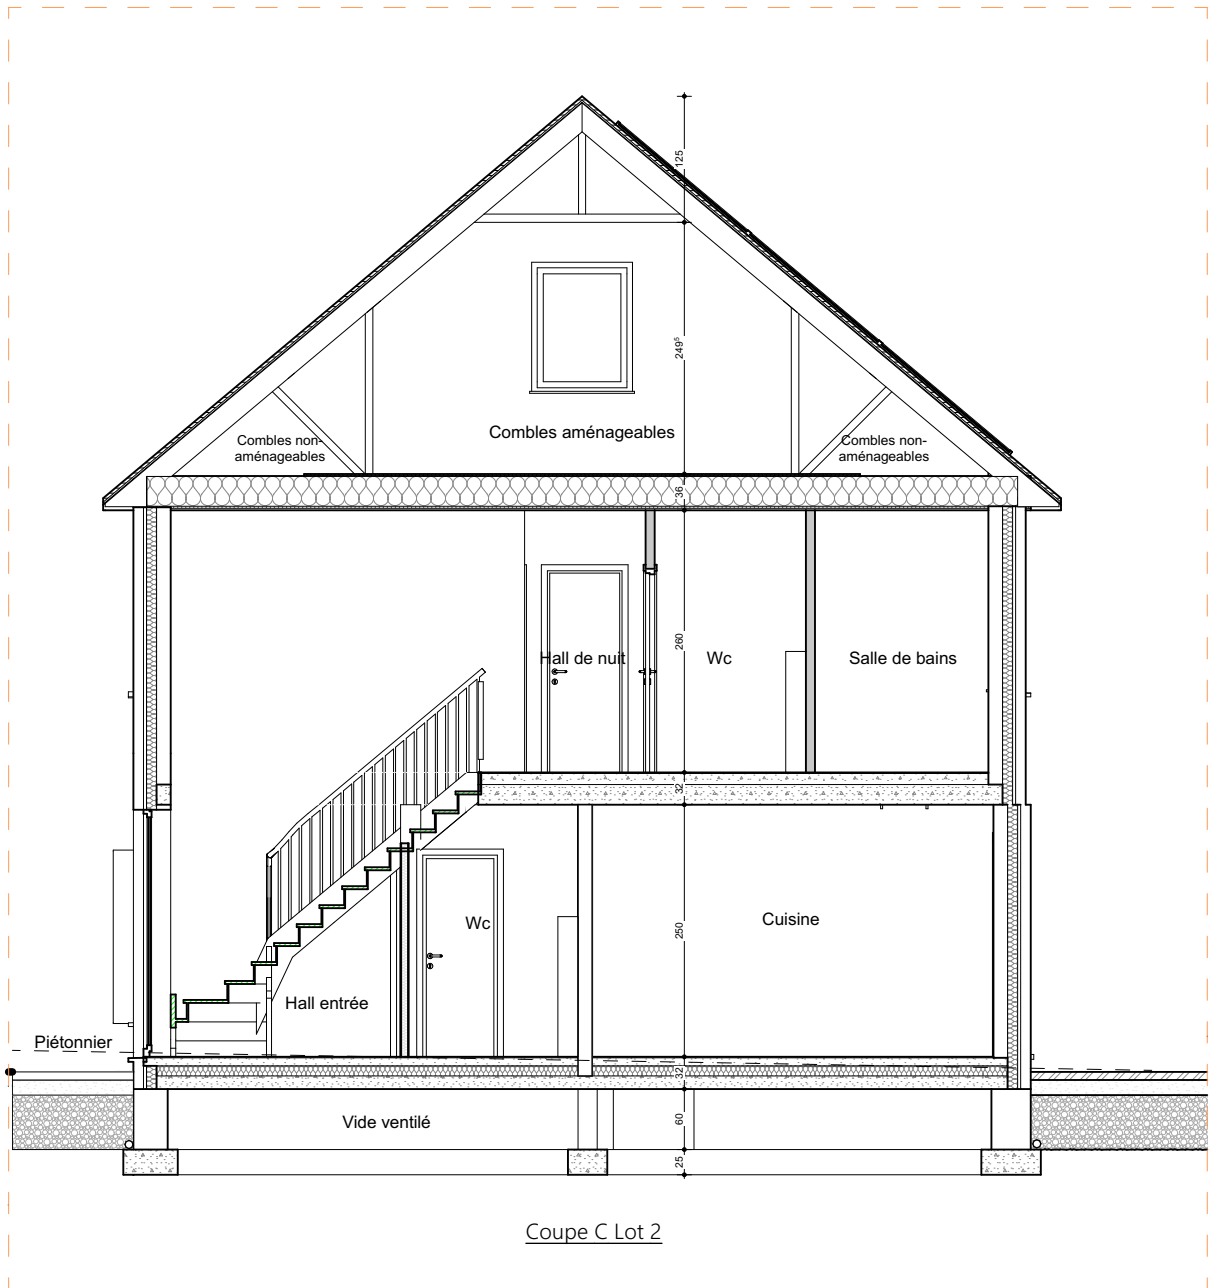 125
249⁵
Combles aménageables
Combles non-
aménageables
Combles non-
aménageables
36
260
Hall de nuit
Wc
Salle de bains
32
Wc
Cuisine
250
Hall entrée
Piétonnier
32
Vide ventilé
60
25
Coupe C Lot 2